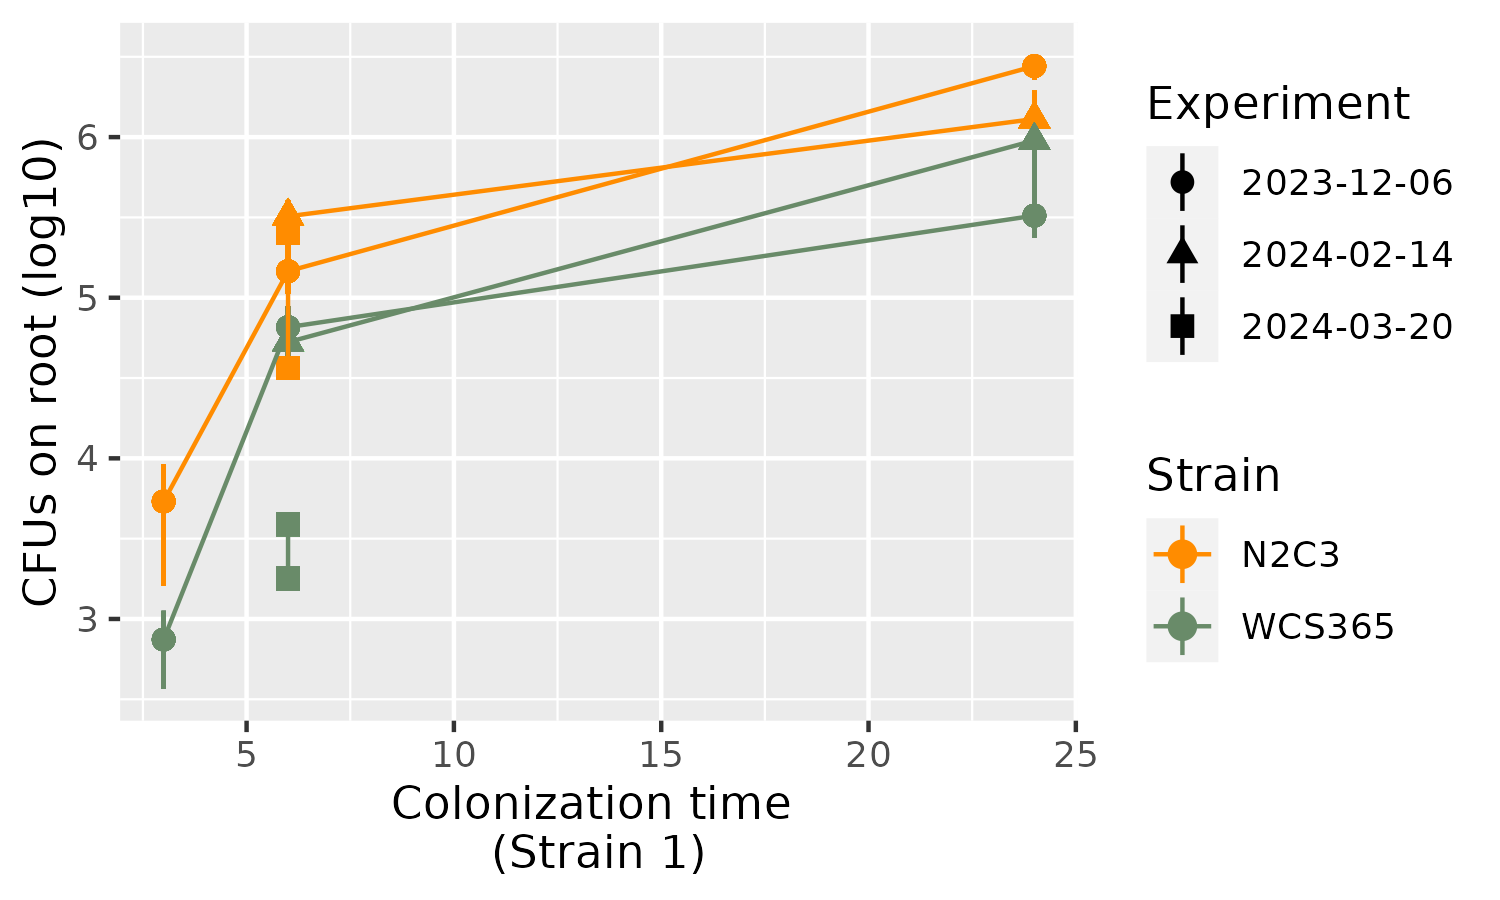 CFUs on root (log10)
6
5
4
3
5 10 15 20 25
Colonization time
(Strain 1)
Experiment
2023-12-06
2024-02-14
2024-03-20
Strain
N2C3
WCS365